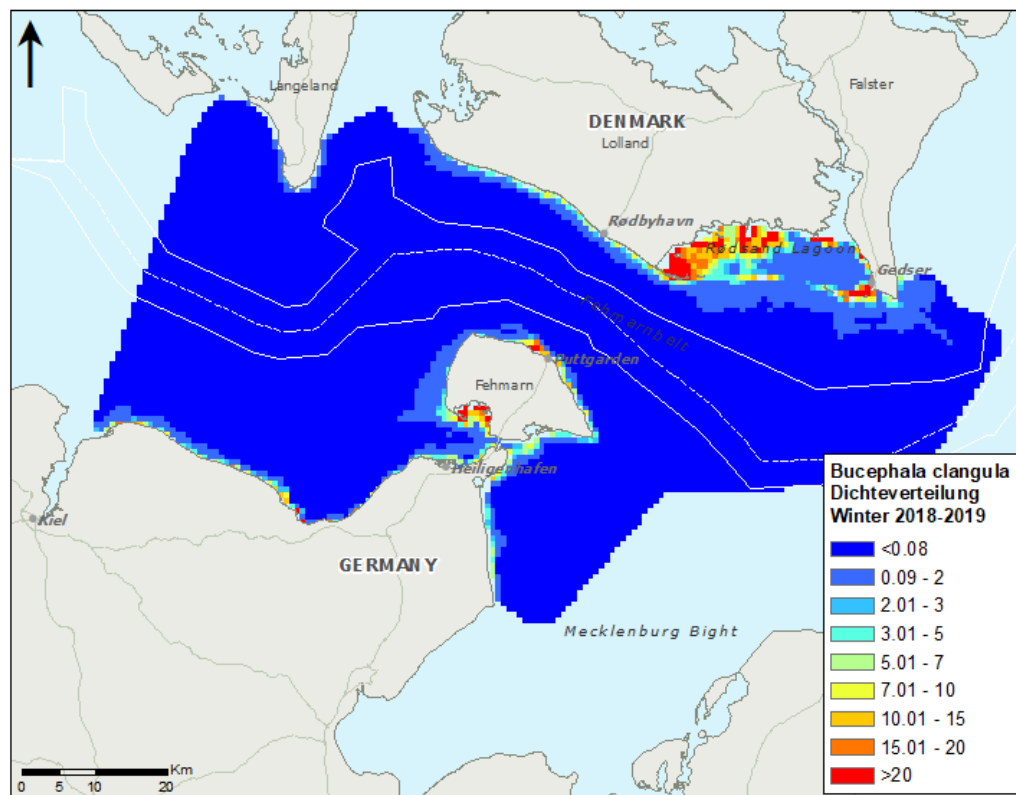 Langeland
Falster
DENMARK
Lolland
Rødbyhavn
Rødsand Lagoon
Gedser
Fehmarnbelt
Puttgarden
Fehmarn
Heiligenhafen
Kiel
GERMANY
Mecklenburg Bight
Bucephala clangula
Dichteverteilung
Winter 2018-2019
<0.08
0.09 - 2
2.01 - 3
3.01 - 5
5.01 - 7
7.01 - 10
10.01 - 15
15.01 - 20
>20
Km
0 5 10 20